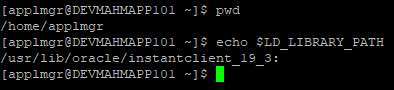 [applmgr@DEVMAHMAPP101 ~]$ pwd
/home/applmgr
[applmgr@DEVMAHMAPP101 ~]$ echo $LD_LIBRARY_PATH
/usr/lib/oracle/instantclient_19_3:
[applmgr@DEVMAHMAPP101 ~]$